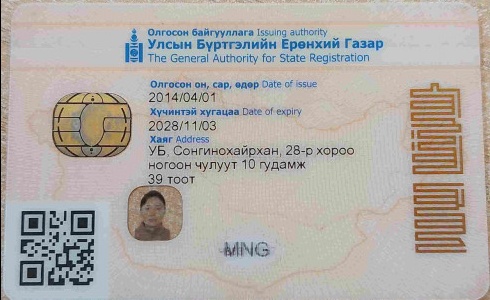 Олгосон байгууллага Issuing authority
Улсын Бүртгэлийн Ерөнхий Газар
The General Authority for State Registration
Олгосон он, сар, өдөр Date of issue
2014/04/01
Хүчинтэй хугацаа Date of expiry
2028/11/03
Хаяг Address
УБ, Сонгинохайрхан, 28-р хороо
ногоон чулуут 10 гудамж
39 тоот
MNG